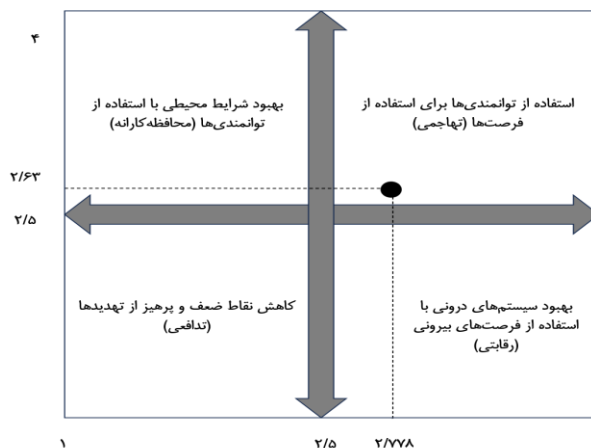 ۴
استفاده از توانمندی‌ها برای استفاده از
فرصت‌ها (تهاجمی)
بهبود شرایط محیطی با استفاده از
توانمندی‌ها (محافظه‌کارانه)
۲/۶۳
۲/۵
بهبود سیستم‌های درونی با
استفاده از فرصت‌های بیرونی
(رقابتی)
کاهش نقاط ضعف و پرهیز از تهدیدها
(تدافعی)
۱
۲/۵
۲/۷۷۸